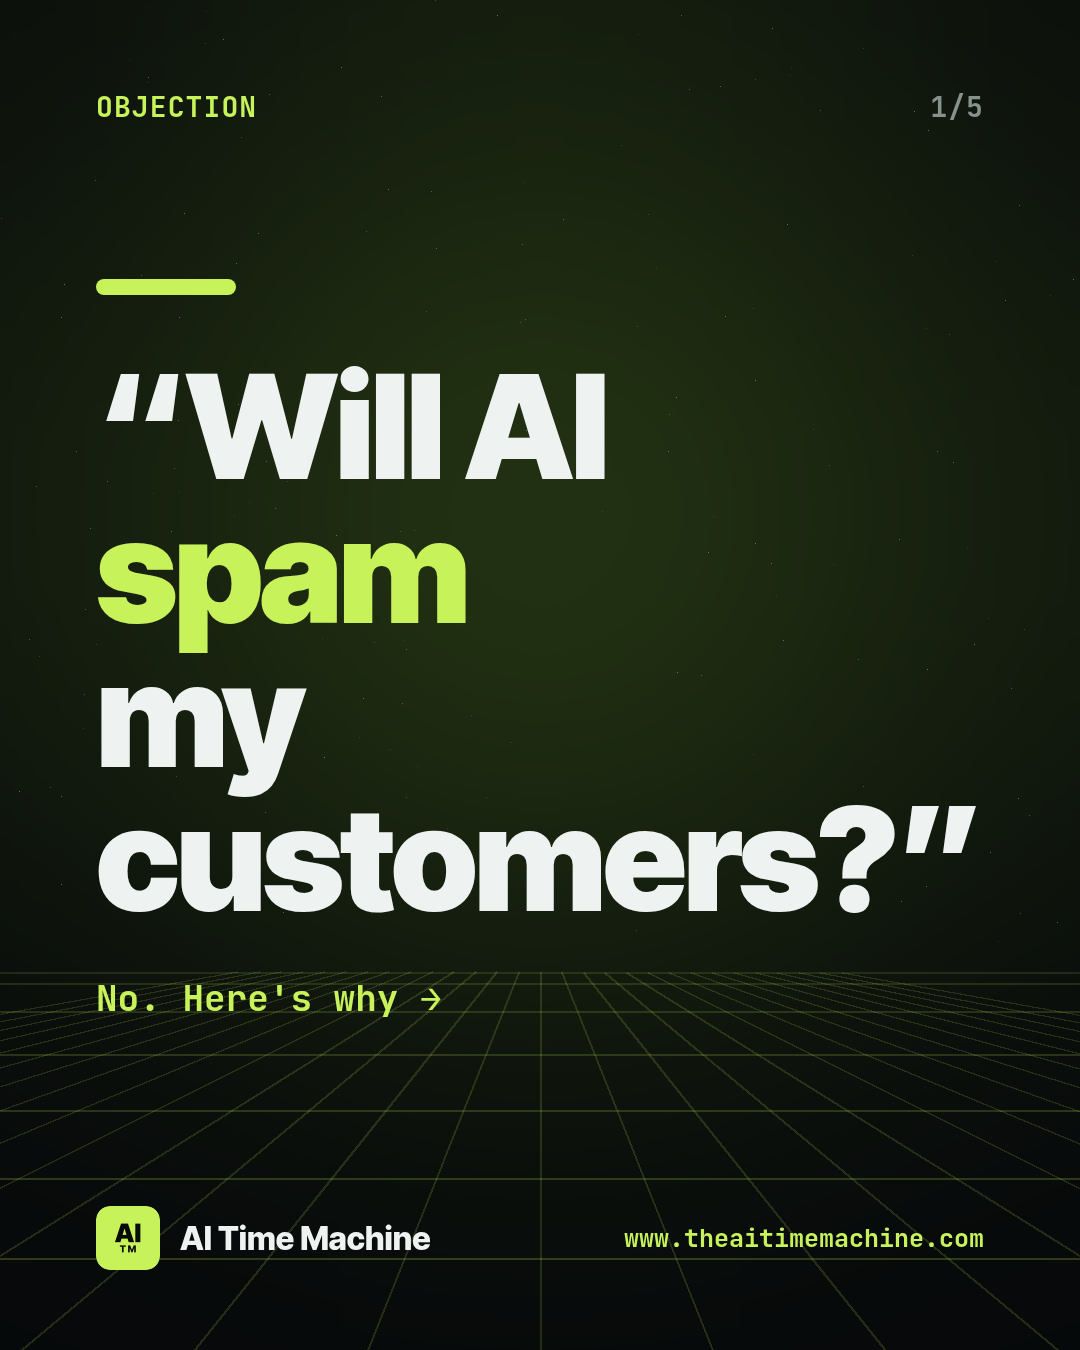 OBJECTION
1/5
“Will AI
spam
my
customers?”
No. Here's why →
AI
TM
AI Time Machine
www.theaitimemachine.com